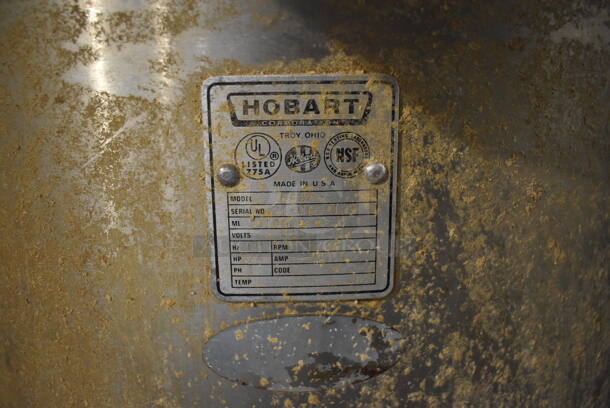 HOBART
CORPORATION
TROY, OHIO
UL ®
LISTED
775A
NSF
MADE IN U.S.A
MODEL
SERIAL NO
ML
VOLTS
Hz RPM
HP AMP
PH CODE
TEMP